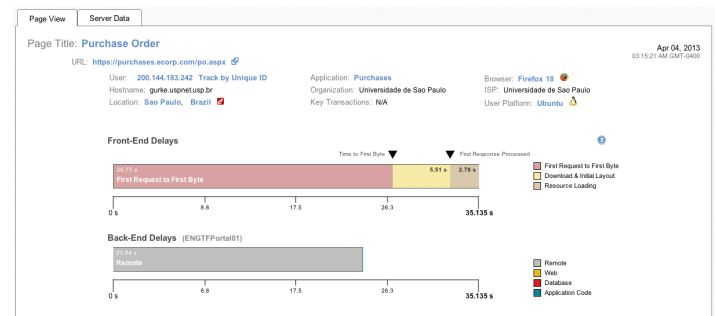 Page View
Server Data
Page Title: Purchase Order
Apr 04, 2013
03:15:21 AM GMT-0400
URL: https://purchases.ecorp.com/po.aspx
User: 200.144.183.242 Track by Unique ID
Application: Purchases
Browser: Firefox 18
Hostname: gurke.uspnet.usp.br
Organization: Universidade de Sao Paulo
ISP: Universidade de Sao Paulo
Location: Sao Paulo, Brazil
Key Transactions: N/A
User Platform: Ubuntu
Front-End Delays
Time to First Byte
First Response Processed
5.51 s
2.78 s
First Request to First Byte
First Request to First Byte
Download & Initial Layout
Resource Loading
0 s
8.8
17.5
26.3
35.135 s
Back-End Delays (ENGTFPortal01)
Remote
Remote
Web
Database
Application Code
0 s
8.8
17.5
26.3
35.135 s